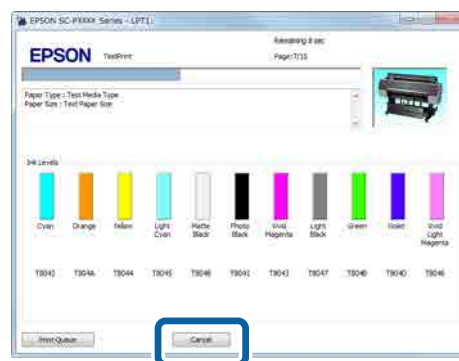 EPSON SC-PXXXX Series - LPT1:
Remaining 8 sec
EPSON TestPrint Page:7/15
Paper Type : Test Media Type
Paper Size : Test Paper Size
Ink Levels
Cyan Orange Yellow Light Cyan Matte Black Photo Black Vivid Magenta Light Black Green Violet Vivid Light Magenta
T8042 T804A T8044 T8045 T8048 T8041 T8043 T8047 T804B T804D T8046
Print Queue Cancel